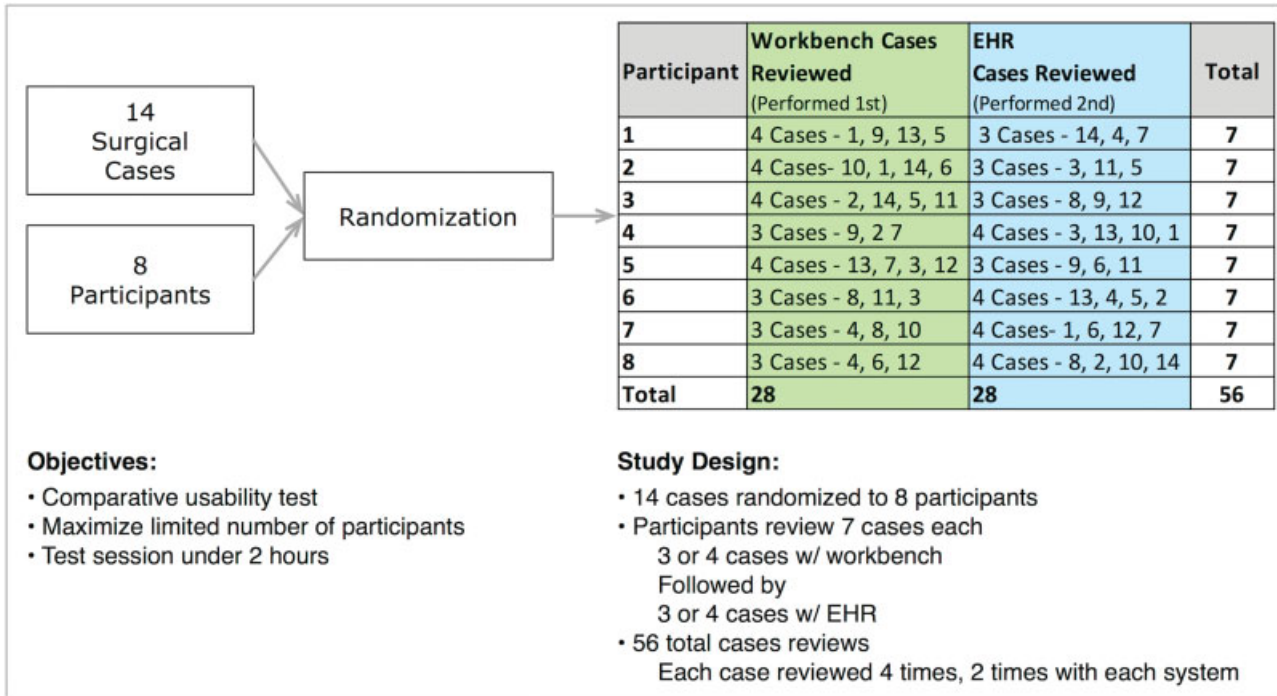 14
Surgical
Cases
8
Participants
Randomization
Participant
Workbench Cases
Reviewed
(Performed 1st)
EHR
Cases Reviewed
(Performed 2nd)
Total
1 4 Cases - 1, 9, 13, 5 3 Cases - 14, 4, 7 7
2 4 Cases- 10, 1, 14, 6 3 Cases - 3, 11, 5 7
3 4 Cases - 2, 14, 5, 11 3 Cases - 8, 9, 12 7
4 3 Cases - 9, 2 7 4 Cases - 3, 13, 10, 1 7
5 4 Cases - 13, 7, 3, 12 3 Cases - 9, 6, 11 7
6 3 Cases - 8, 11, 3 4 Cases - 13, 4, 5, 2 7
7 3 Cases - 4, 8, 10 4 Cases- 1, 6, 12, 7 7
8 3 Cases - 4, 6, 12 4 Cases - 8, 2, 10, 14 7
Total 28 28 56
Objectives:
• Comparative usability test
• Maximize limited number of participants
• Test session under 2 hours
Study Design:
• 14 cases randomized to 8 participants
• Participants review 7 cases each
3 or 4 cases w/ workbench
Followed by
3 or 4 cases w/ EHR
• 56 total cases reviews
Each case reviewed 4 times, 2 times with each system